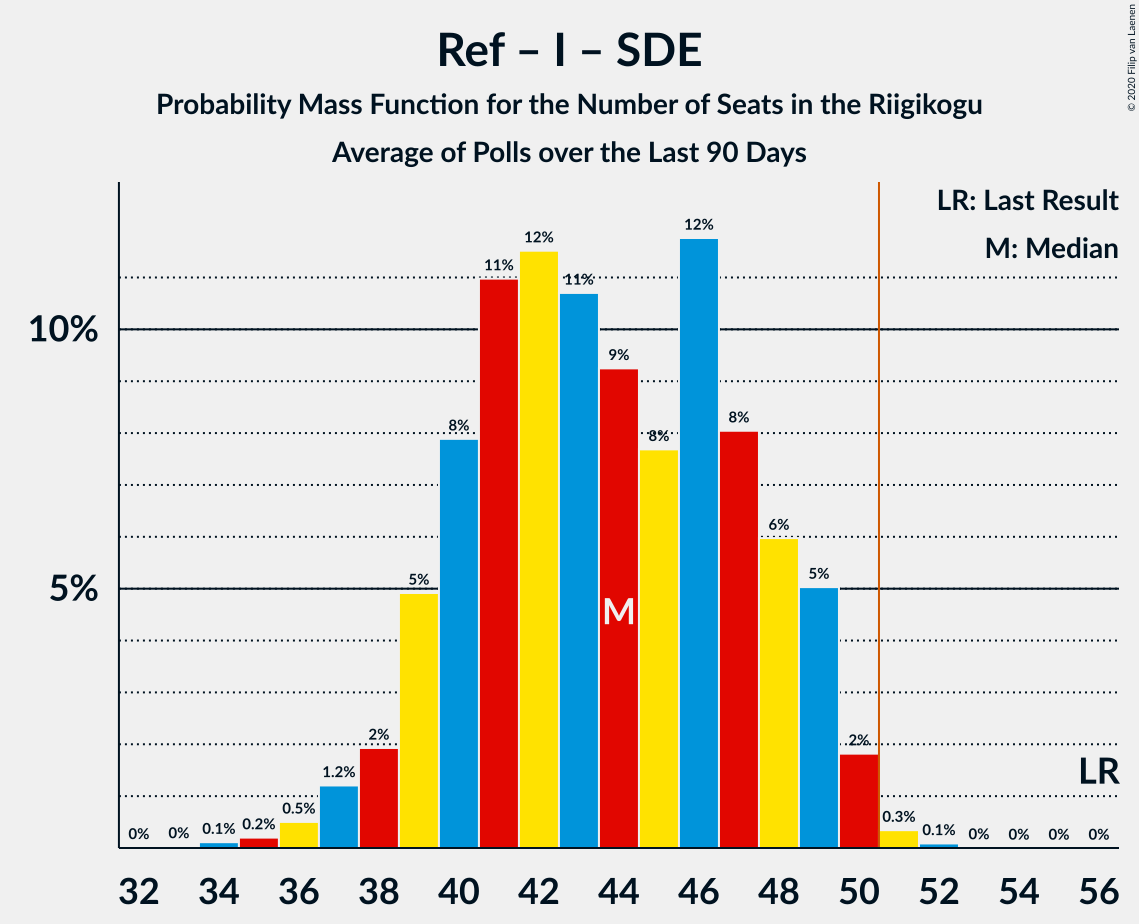 Ref – I – SDE
Probability Mass Function for the Number of Seats in the Riigikogu
Average of Polls over the Last 90 Days
© 2020 Filip van Laenen
LR: Last Result
M: Median
10%
5%
0% 0% 0.1% 0.2% 0.5% 1.2% 2% 5% 8% 11% 12% 11% 9% 8% 12% 8% 6% 5% 2% 0.3% 0.1% 0% 0% 0% 0%
M
LR
32 34 36 38 40 42 44 46 48 50 52 54 56